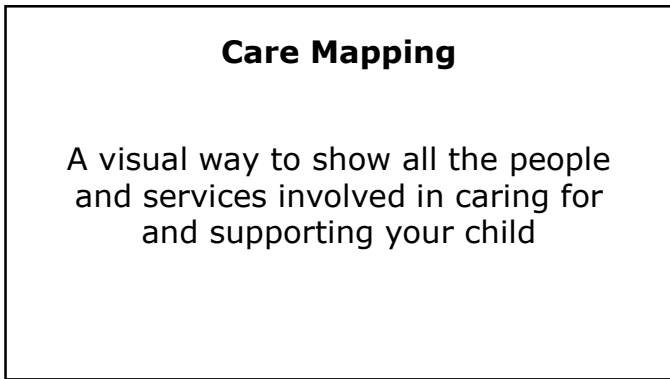 Care Mapping
A visual way to show all the people
and services involved in caring for
and supporting your child